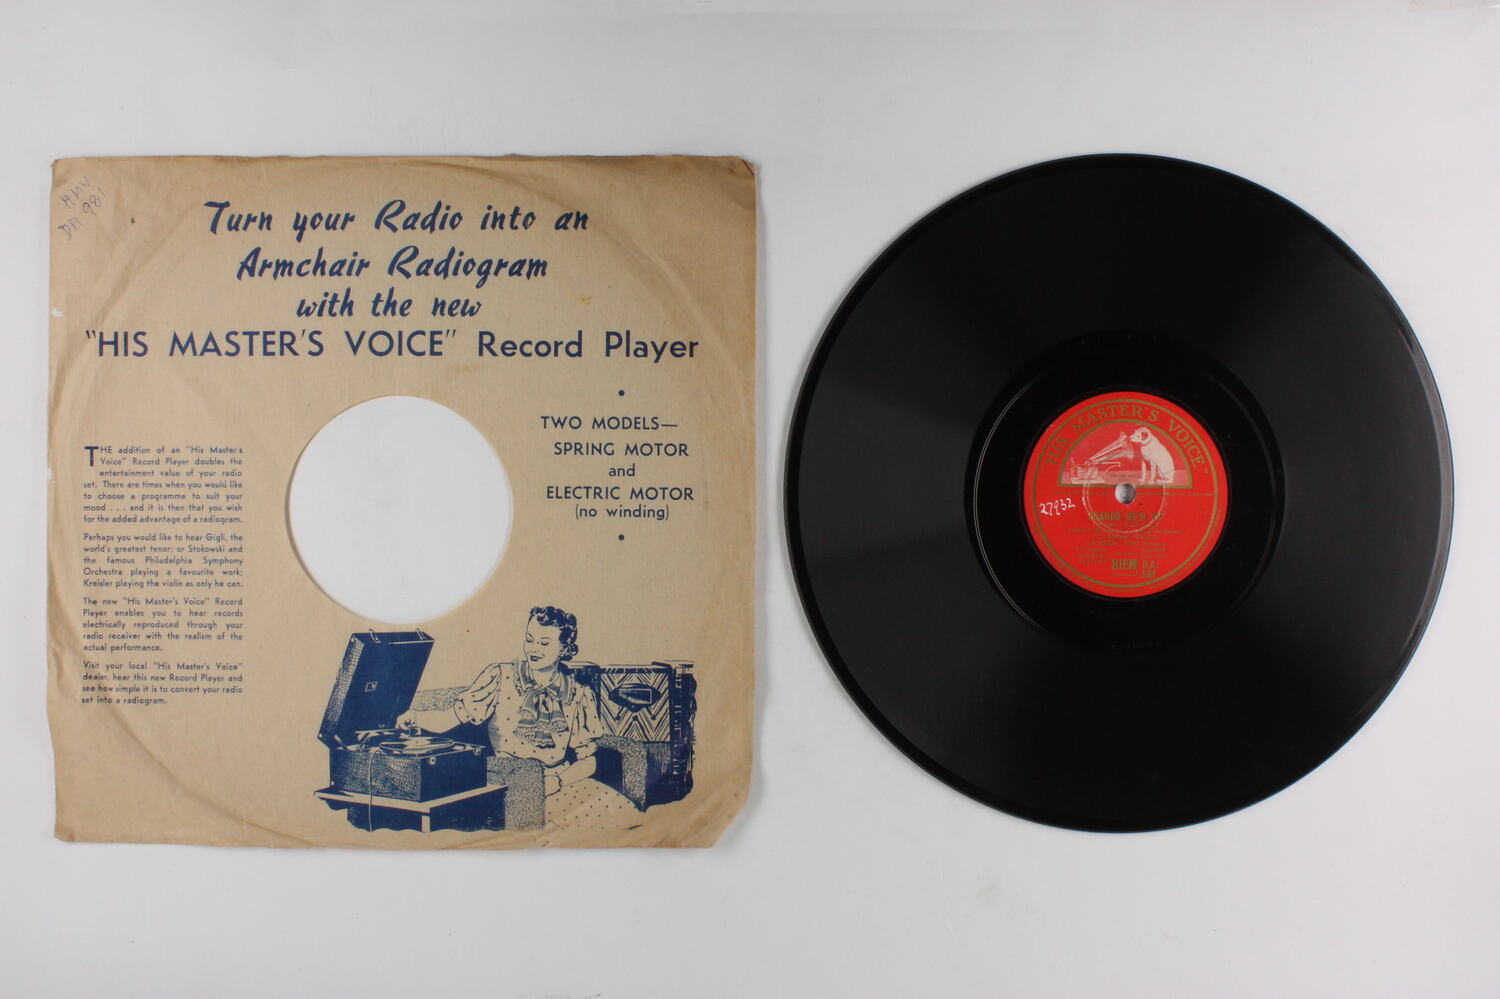 HMV
DA 981
Turn your Radio into an
Armchair Radiogram
with the new
"HIS MASTER'S VOICE" Record Player
TWO MODELS—
SPRING MOTOR
and
ELECTRIC MOTOR
(no winding)
THE addition of an "His Master's
Voice" Record Player doubles the
entertainment value of your radio
set. There are times when you would like
to choose a programme to suit your
mood . . . and it is then that you wish
for the added advantage of a radiogram.
Perhaps you would like to hear Gigli, the
world's greatest tenor; or Stokowski and
the famous Philadelphia Symphony
Orchestra playing a favourite work;
Kreisler playing the violin as only he can.
The new "His Master's Voice" Record
Player enables you to hear records
electrically reproduced through your
radio receiver with the realism of the
actual performance.
Visit your local "His Master's Voice"
dealer, hear this new Record Player and
see how simple it is to convert your radio
set into a radiogram.
HIS MASTER'S VOICE
27932
BIEM D.A.
981